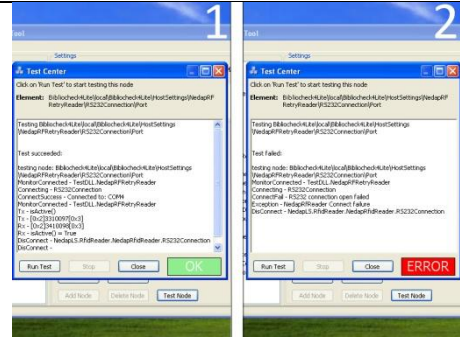 1
Tool
Settings
Test Center
Click on 'Run Test' to start testing this node
Element: Bibliocheck4Lite\local\Bibliocheck4Lite\HostSettings\NedapRF
RetryReader\RS232Connection\Port
Testing Bibliocheck4Lite\local\Bibliocheck4Lite\HostSettings
\NedapRFRetryReader\RS232Connection\Port
Test succeeded:
testing node: Bibliocheck4Lite\local\Bibliocheck4Lite\HostSettings
\NedapRFRetryReader\RS232Connection\Port
MonitorConnected - TestDLL.NedapRFRetryReader
Connecting - RS232Connection
ConnectSuccess - Connected to: COM4
MonitorConnected - TestDLL.NedapRFRetryReader
Tx - isActive()
Tx - [0x2]3310097[0x3]
Rx - [0x2]3410098[0x3]
Rx - isActive() = True
DisConnect - NedapLS.RfidReader.NedapRfidReader.RS232Connection
DisConnect -
Run Test
Stop
Close
OK
Add Node
Delete Node
Test Node
2
Tool
Settings
Test Center
Click on 'Run Test' to start testing this node
Element: Bibliocheck4Lite\local\Bibliocheck4Lite\HostSettings\NedapRF
RetryReader\RS232Connection\Port
Testing Bibliocheck4Lite\local\Bibliocheck4Lite\HostSettings
\NedapRFRetryReader\RS232Connection\Port
Test failed:
testing node: Bibliocheck4Lite\local\Bibliocheck4Lite\HostSettings
\NedapRFRetryReader\RS232Connection\Port
MonitorConnected - TestDLL.NedapRFRetryReader
Connecting - RS232Connection
ConnectFail - RS232 connection open failed
Exception - NedapRfReader Connect failure
DisConnect - NedapLS.RfidReader.NedapRfidReader.RS232Connection
Run Test
Stop
Close
ERROR
Add Node
Delete Node
Test Node